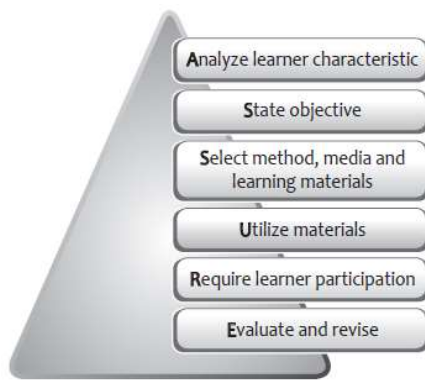 Analyze learner characteristic
State objective
Select method, media and
learning materials
Utilize materials
Require learner participation
Evaluate and revise